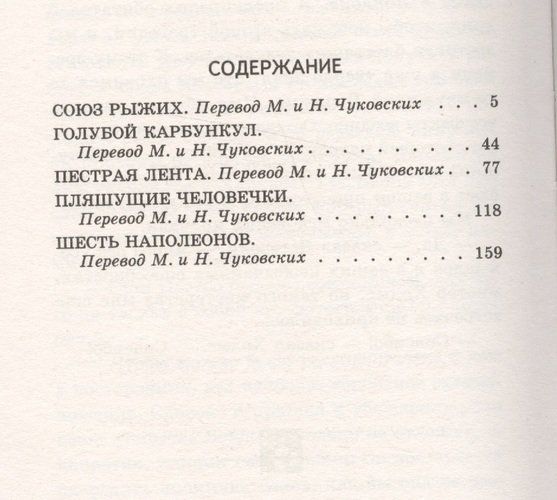 СОДЕРЖАНИЕ
СОЮЗ РЫЖИХ. Перевод М. и Н. Чуковских . . . 5
ГОЛУБОЙ КАРБУНКУЛ.
Перевод М. и Н. Чуковских . . . . . . . . . . 44
ПЕСТРАЯ ЛЕНТА. Перевод М. и Н. Чуковских . . 77
ПЛЯШУЩИЕ ЧЕЛОВЕЧКИ.
Перевод М. и Н. Чуковских . . . . . . . . . 118
ШЕСТЬ НАПОЛЕОНОВ.
Перевод М. и Н. Чуковских . . . . . . . . . 159